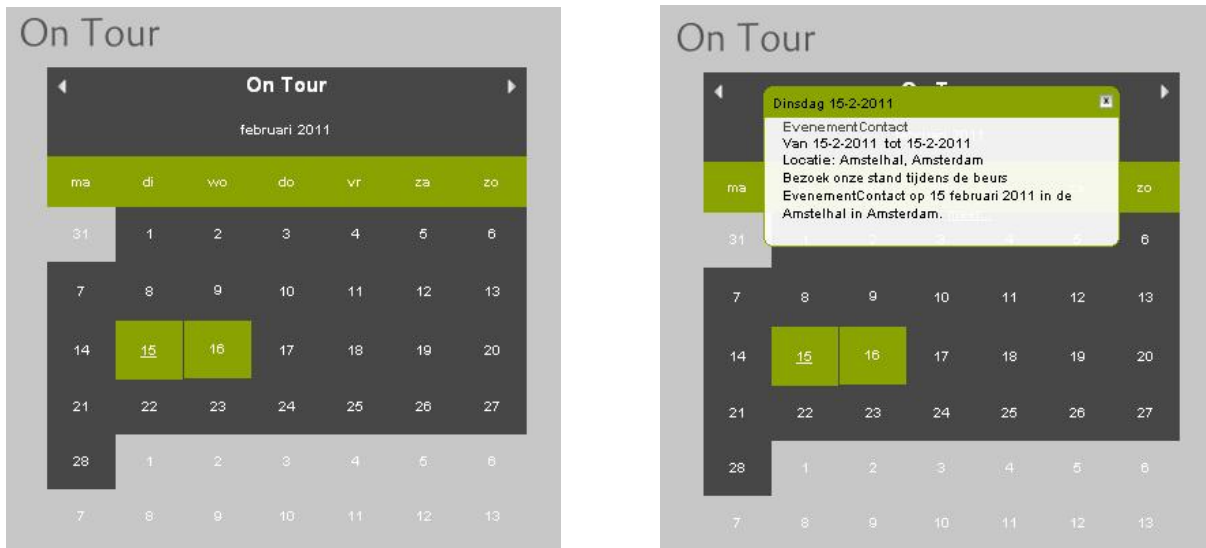 On Tour
On Tour
februari 2011
ma di wo do vr za zo
31 1 2 3 4 5 6
7 8 9 10 11 12 13
14 15 16 17 18 19 20
21 22 23 24 25 26 27
28 1 2 3 4 5 6
7 8 9 10 11 12 13
On Tour
Dinsdag 15-2-2011 x
EvenementContact
Van 15-2-2011 tot 15-2-2011
Locatie: Amstelhal, Amsterdam
Bezoek onze stand tijdens de beurs
EvenementContact op 15 februari 2011 in de
Amstelhal in Amsterdam.
ma zo
31 6
7 8 9 10 11 12 13
14 15 16 17 18 19 20
21 22 23 24 25 26 27
28 1 2 3 4 5 6
7 8 9 10 11 12 13